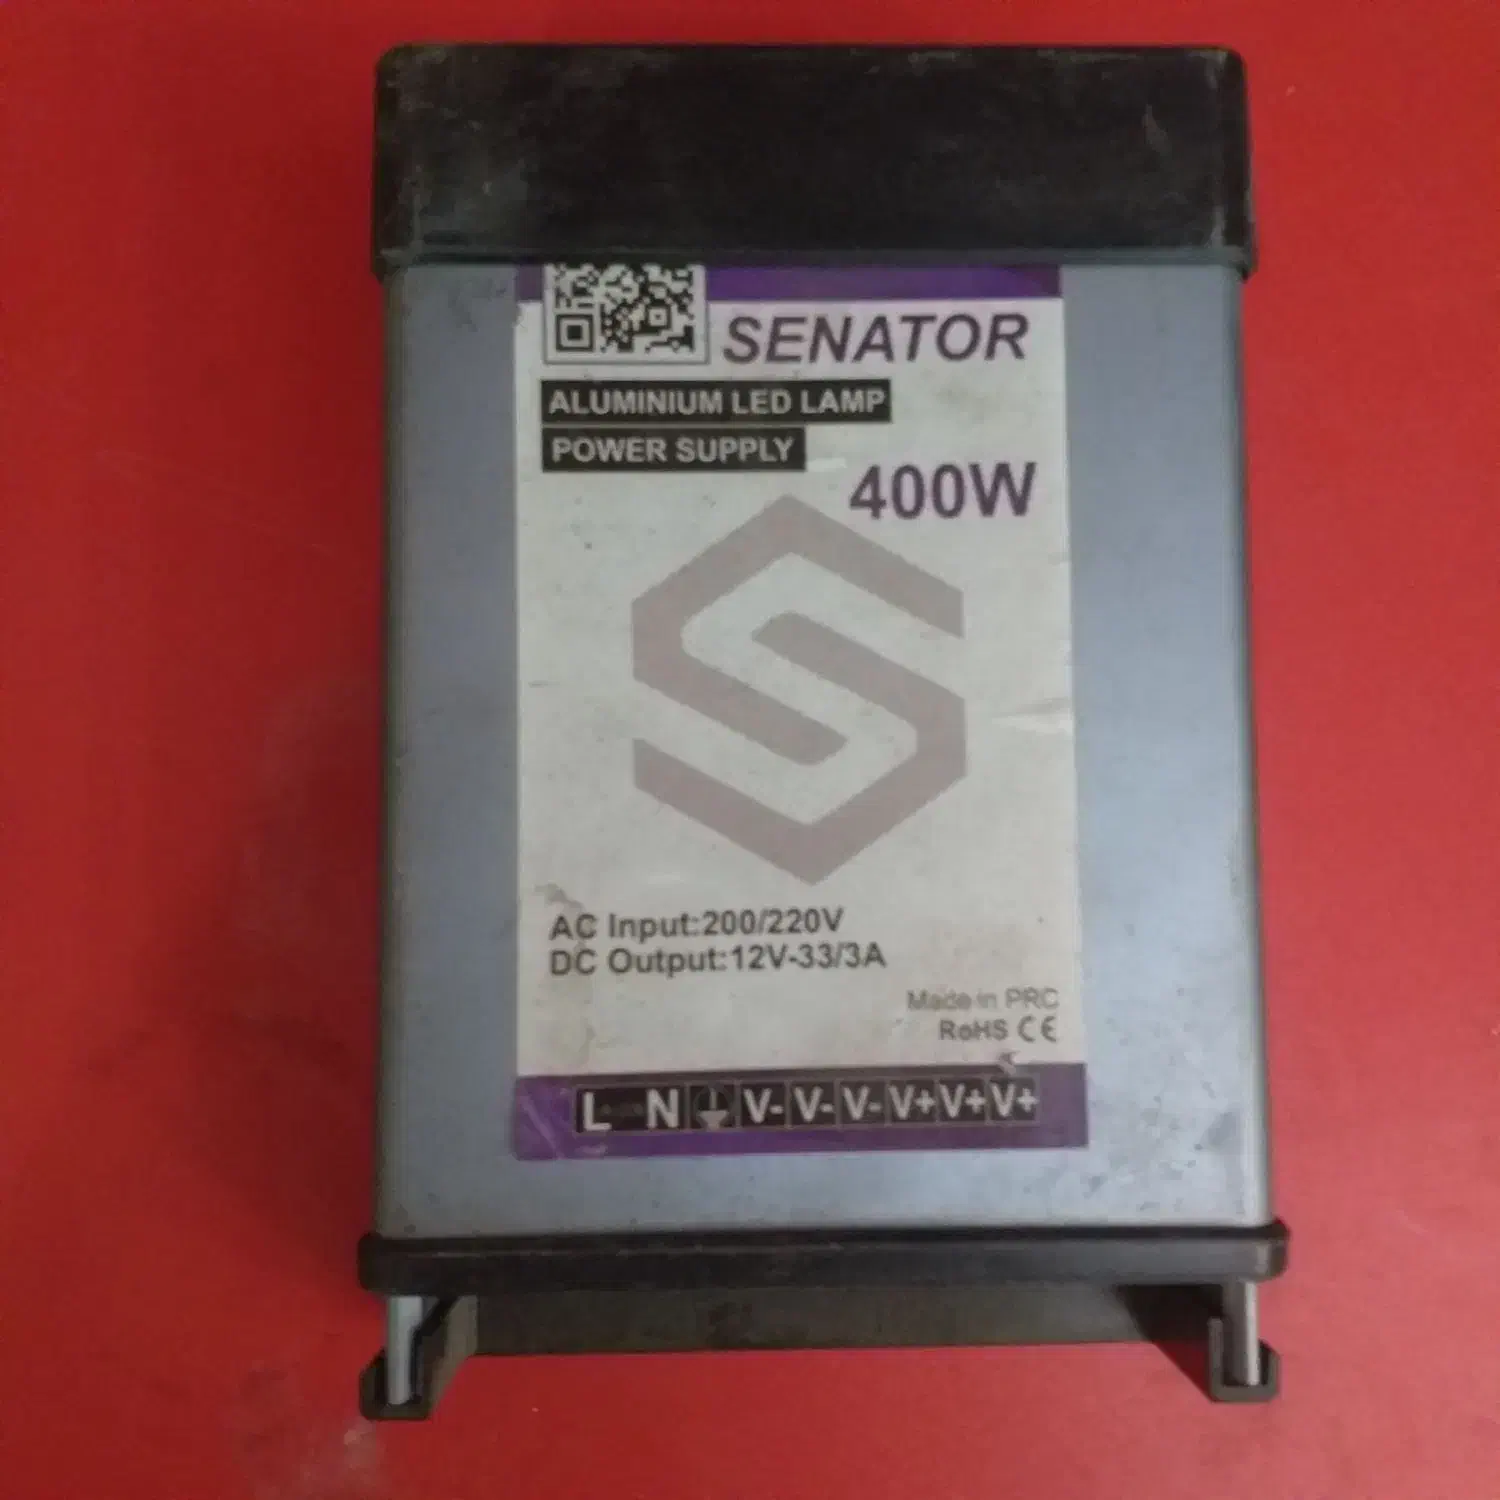 SENATOR
ALUMINIUM LED LAMP
POWER SUPPLY
400W
AC Input:200/220V
DC Output:12V-33/3A
Made in PRC
RoHS CE
L N V- V- V- V+ V+ V+